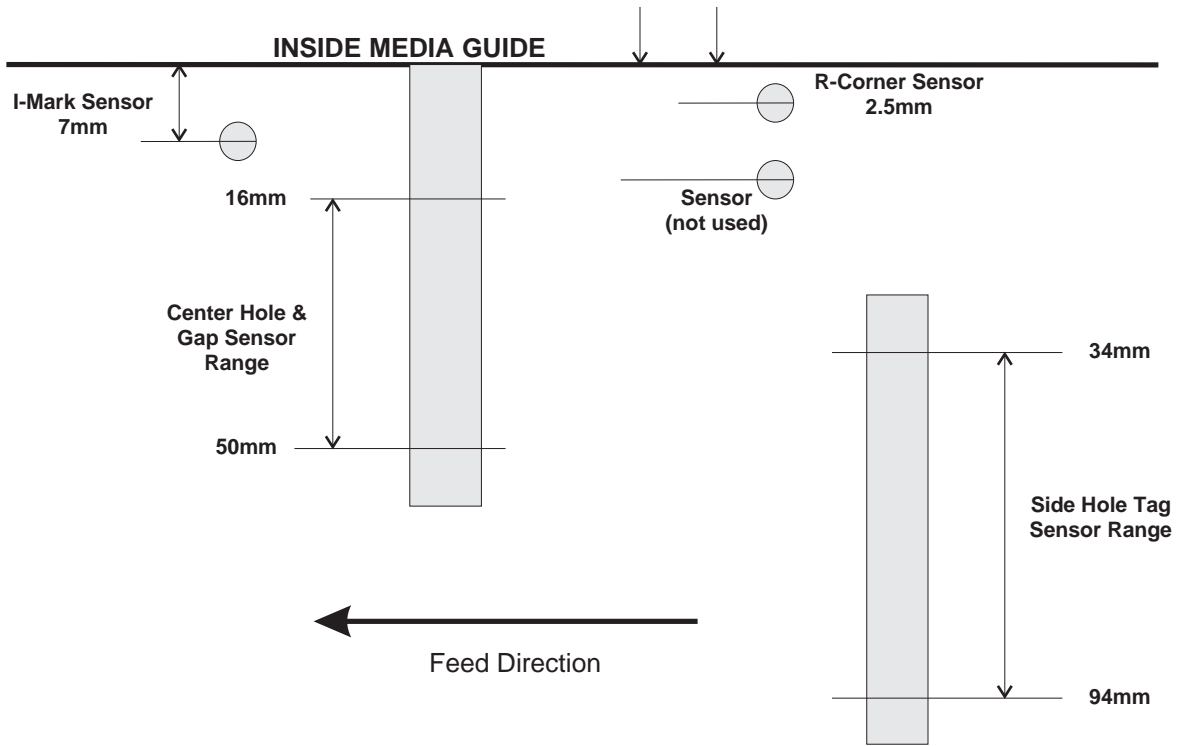 INSIDE MEDIA GUIDE
I-Mark Sensor
7mm
R-Corner Sensor
2.5mm
16mm
Sensor
(not used)
Center Hole &
Gap Sensor
Range
34mm
50mm
Side Hole Tag
Sensor Range
Feed Direction
94mm